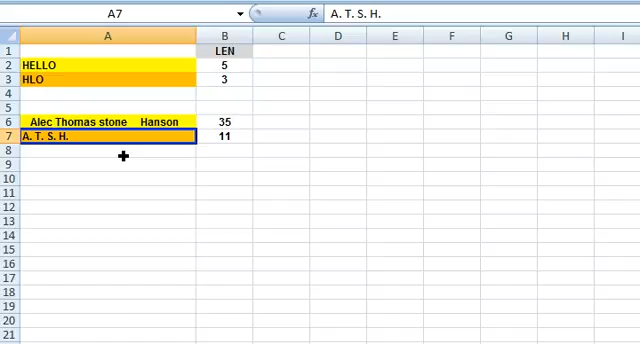 A7 fx A. T. S. H.
A B C D E F G H I
1 LEN
2 HELLO 5
3 HLO 3
4
5
6 Alec Thomas stone Hanson 35
7 A. T. S. H. 11
8
9
10
11
12
13
14
15
16
17
18
19
20
21